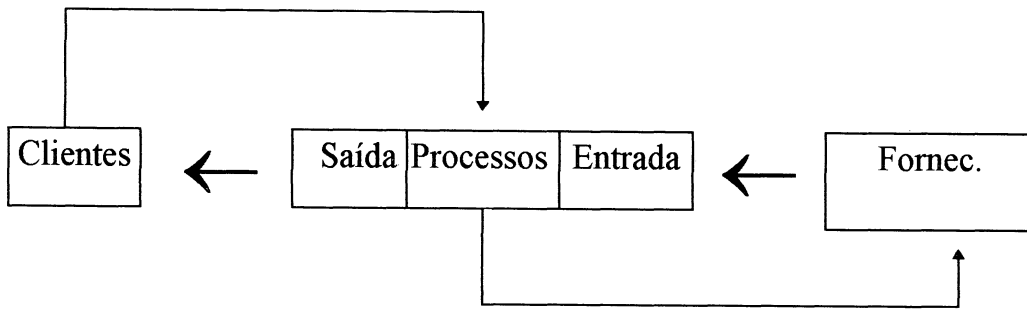 Clientes
Saída
Processos
Entrada
Fornec.